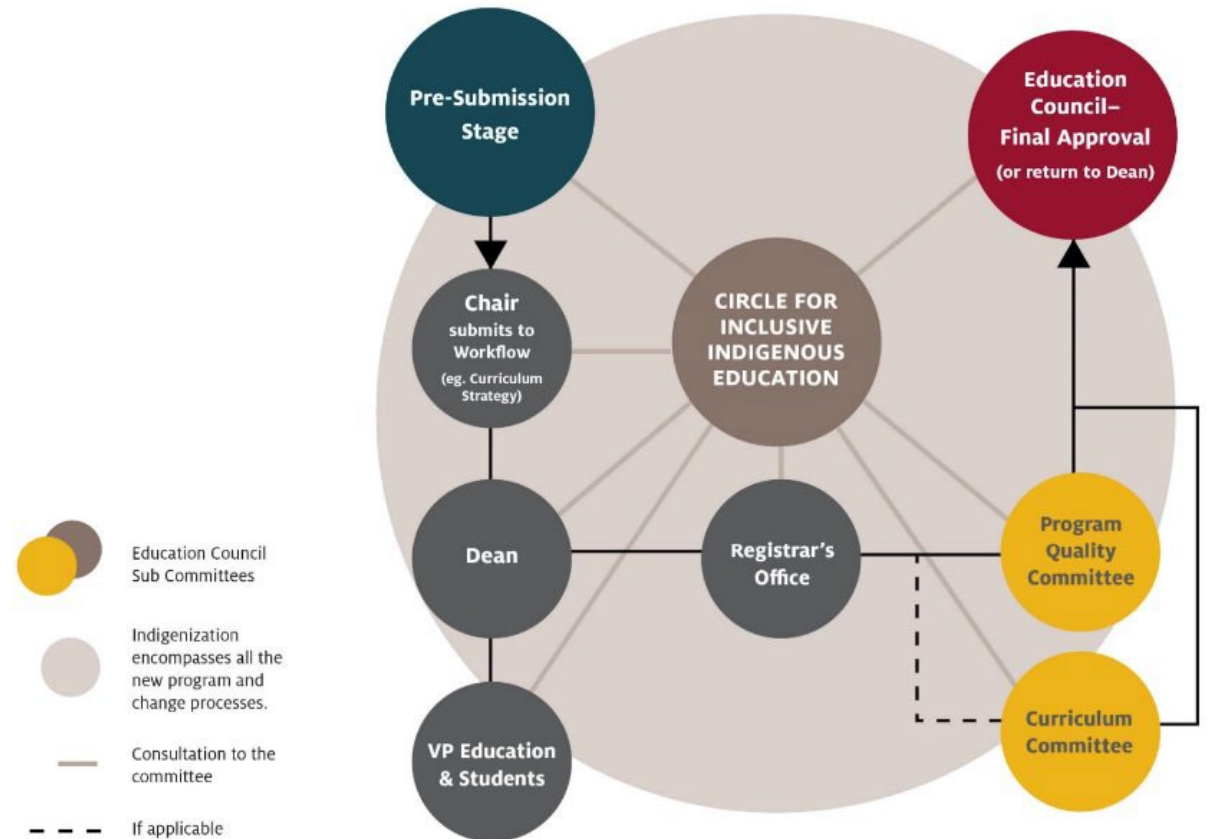 Pre-Submission
Stage
Education
Council–
Final Approval
(or return to Dean)
Chair
submits to
Workflow
(eg. Curriculum
Strategy)
CIRCLE FOR
INCLUSIVE
INDIGENOUS
EDUCATION
Dean
Registrar's
Office
Program
Quality
Committee
VP Education
& Students
Curriculum
Committee
Education Council
Sub Committees
Indigenization
encompasses all the
new program and
change processes.
Consultation to the
committee
If applicable